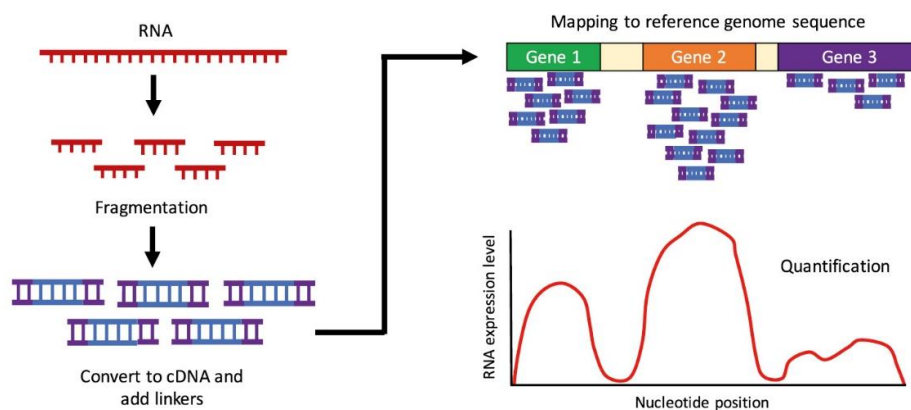 RNA
Fragmentation
Convert to cDNA and
add linkers
Mapping to reference genome sequence
Gene 1
Gene 2
Gene 3
RNA expression level
Quantification
Nucleotide position